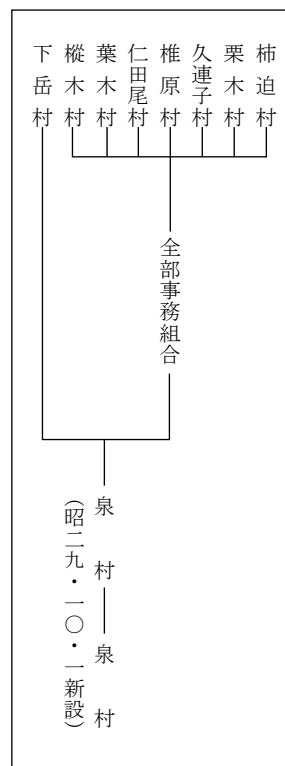 柿迫村
栗木村
久連子村
椎原村
仁田尾村
葉木村
樅木村
下岳村
全部事務組合
泉村
泉村
(昭二九・一〇・一新設)